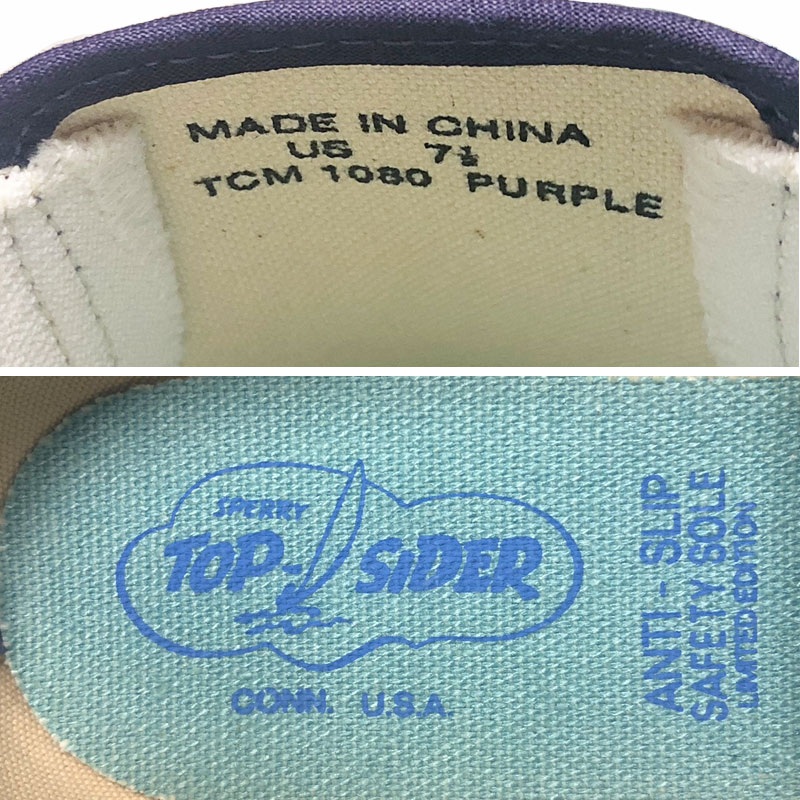 MADE IN CHINA
US 7½
TCM 1080 PURPLE
SPERRY
TOP-SIDER
CONN. U.S.A.
ANTI-SLIP
SAFETY SOLE
LIMITED EDITION